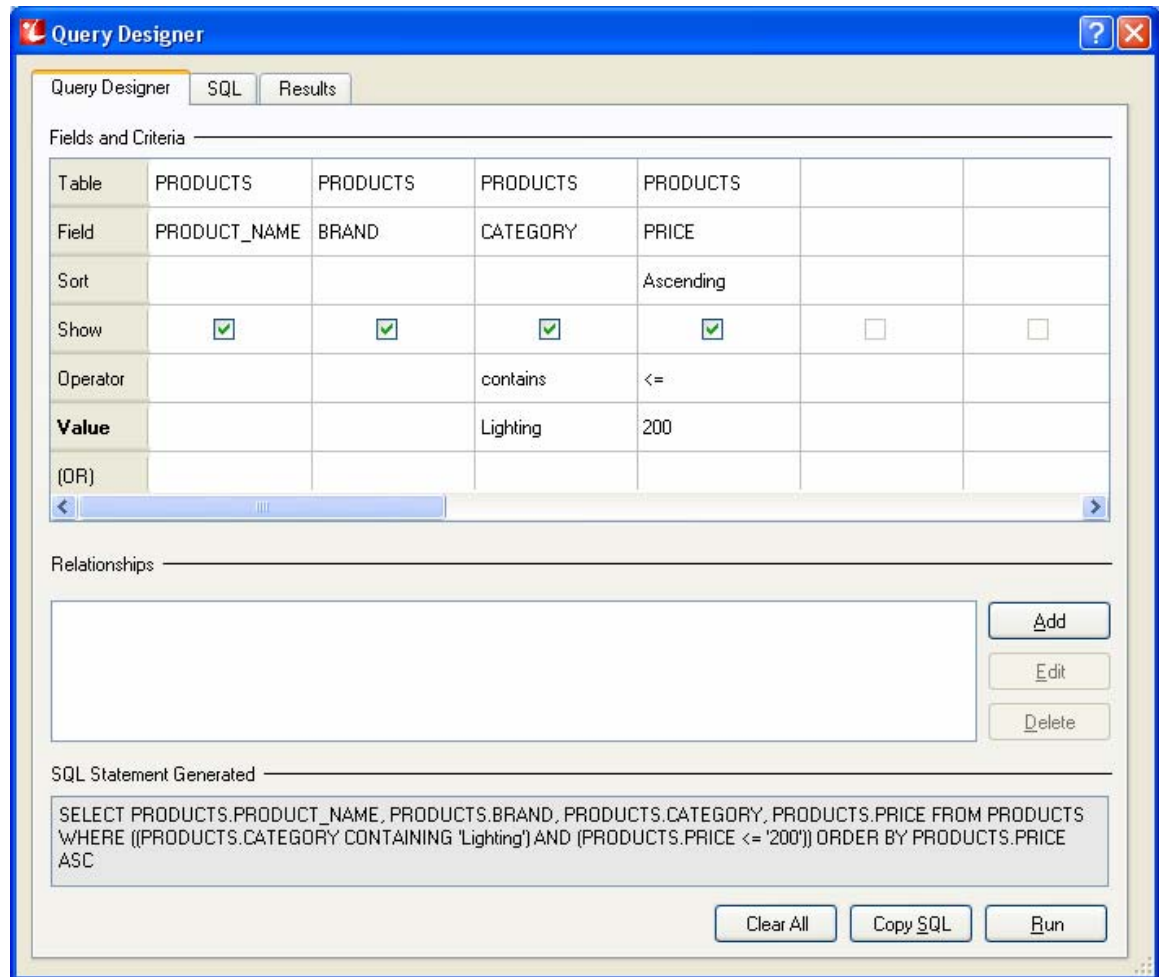 Query Designer
Query Designer SQL Results
Fields and Criteria
Table PRODUCTS PRODUCTS PRODUCTS PRODUCTS
Field PRODUCT_NAME BRAND CATEGORY PRICE
Sort Ascending
Show
Operator contains <=
Value Lighting 200
(OR)
Relationships
Add
Edit
Delete
SQL Statement Generated
SELECT PRODUCTS.PRODUCT_NAME, PRODUCTS.BRAND, PRODUCTS.CATEGORY, PRODUCTS.PRICE FROM PRODUCTS
WHERE ((PRODUCTS.CATEGORY CONTAINING 'Lighting') AND (PRODUCTS.PRICE <= '200')) ORDER BY PRODUCTS.PRICE
ASC
Clear All Copy SQL Run